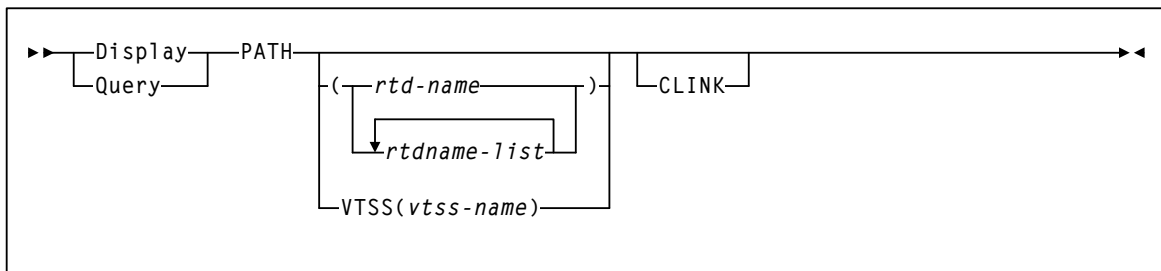 Display PATH
Query ( rtd-name ) CLINK
rtdname-list
VTSS(vtss-name)